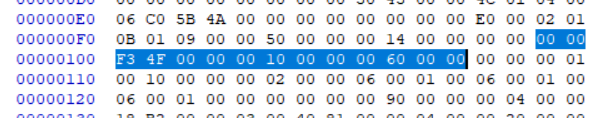 000000E0 06 C0 5B 4A 00 00 00 00 00 00 00 00 E0 00 02 01
000000F0 0B 01 09 00 00 50 00 00 00 14 00 00 00 00 00 00
00000100 F3 4F 00 00 00 10 00 00 00 60 00 00 00 00 00 01
00000110 00 10 00 00 00 02 00 00 06 00 01 00 06 00 01 00
00000120 06 00 01 00 00 00 00 00 00 90 00 00 00 04 00 00